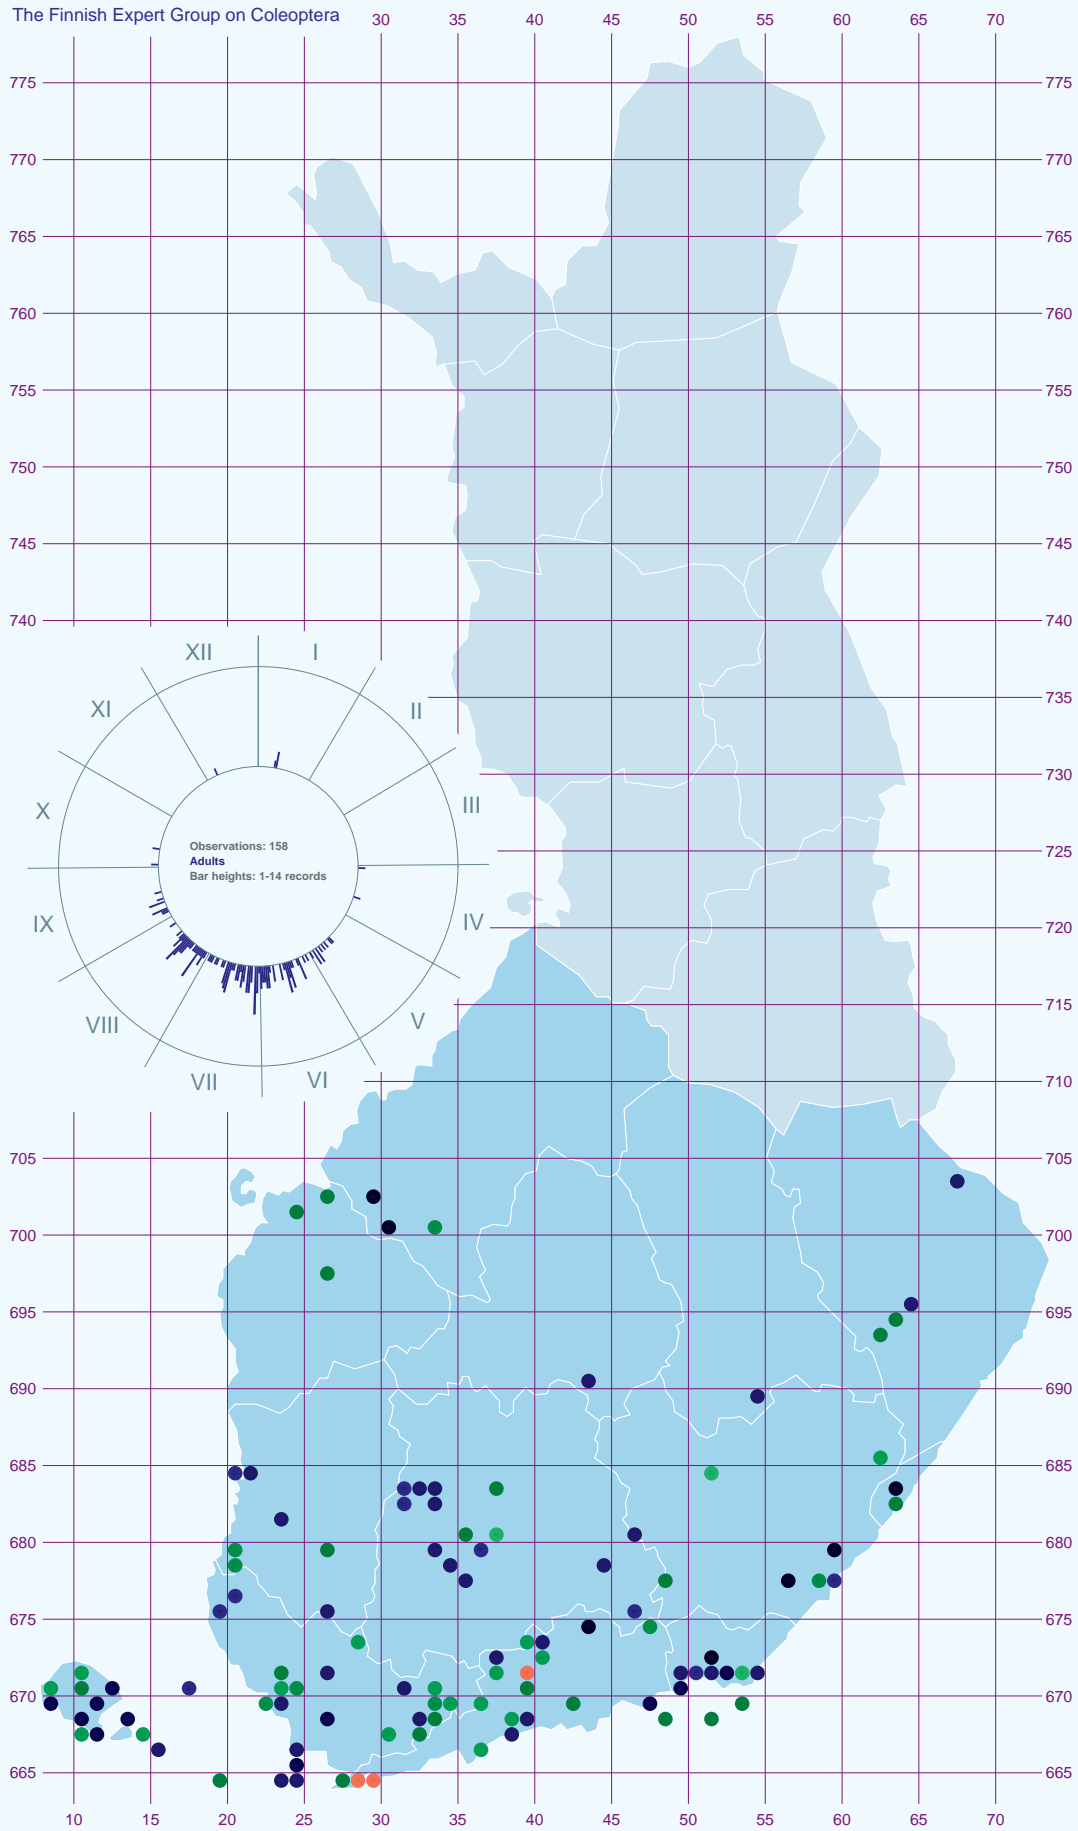 The Finnish Expert Group on Coleoptera
30 40 45 50 55 60 65 70
775 775
770 770
765 765
760 760
755 755
750 750
745 745
740 740
XII I
735
XI II
730
X III
Observations: 158
Adults
Bar heights: 1-14 records
725
IX IV
720
VIII V
715
VII VI
710
705 705
700 700
695 695
690 690
685 685
680 680
675 675
670 670
665 665
10 15 20 25 30 35 40 45 50 55 60 65 70